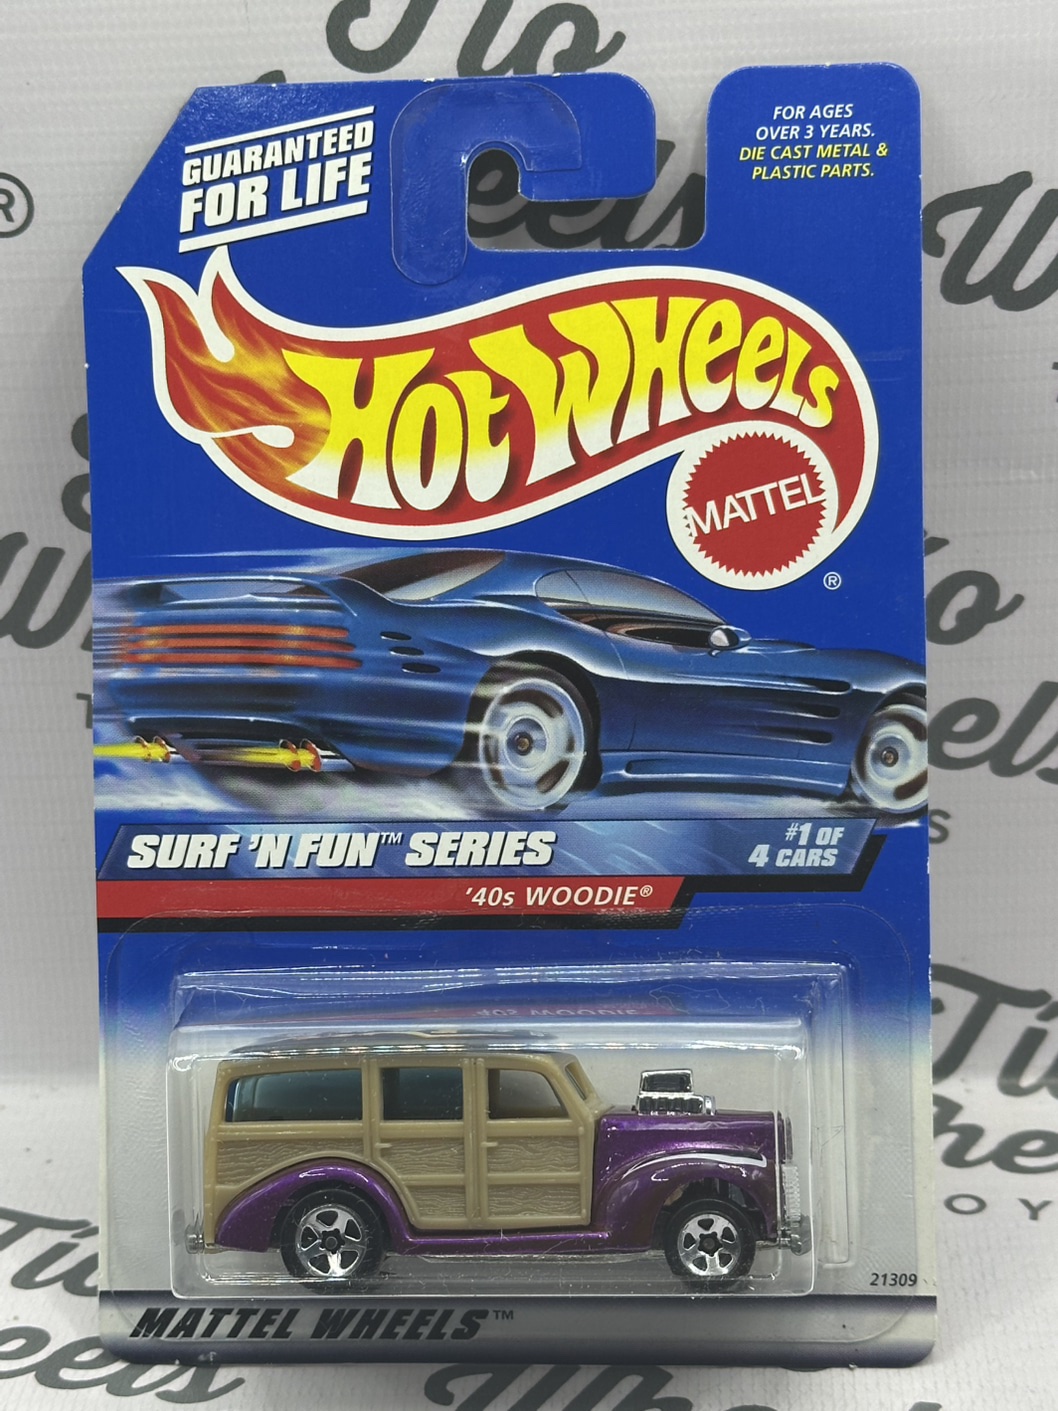 GUARANTEED
FOR LIFE
FOR AGES
OVER 3 YEARS.
DIE CAST METAL &
PLASTIC PARTS.
HOT WHEELS
MATTEL
®
SURF 'N FUN™ SERIES
#1 OF
4 CARS
'40s WOODIE®
21309
MATTEL WHEELS™